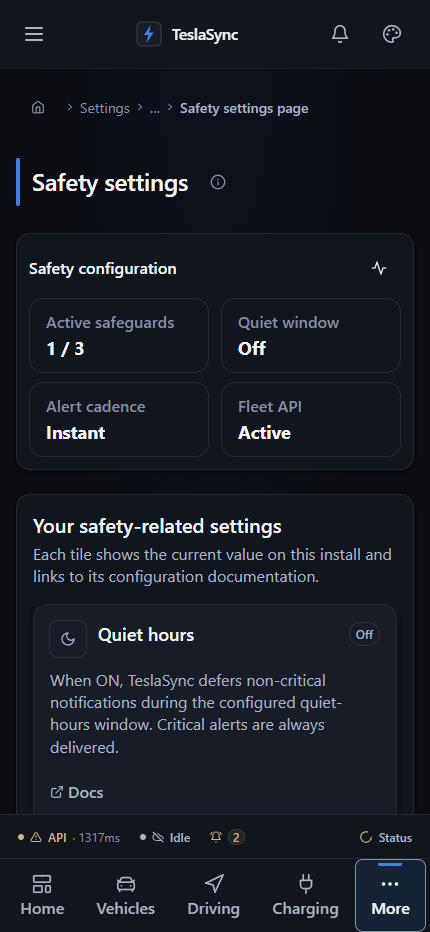 TeslaSync
Settings
...
Safety settings page
Safety settings
Safety configuration
Active safeguards
1 / 3
Quiet window
Off
Alert cadence
Instant
Fleet API
Active
Your safety-related settings
Each tile shows the current value on this install and
links to its configuration documentation.
Quiet hours
Off
When ON, TeslaSync defers non-critical
notifications during the configured quiet-
hours window. Critical alerts are always
delivered.
Docs
API · 1317ms
Idle
2
Status
Home
Vehicles
Driving
Charging
More